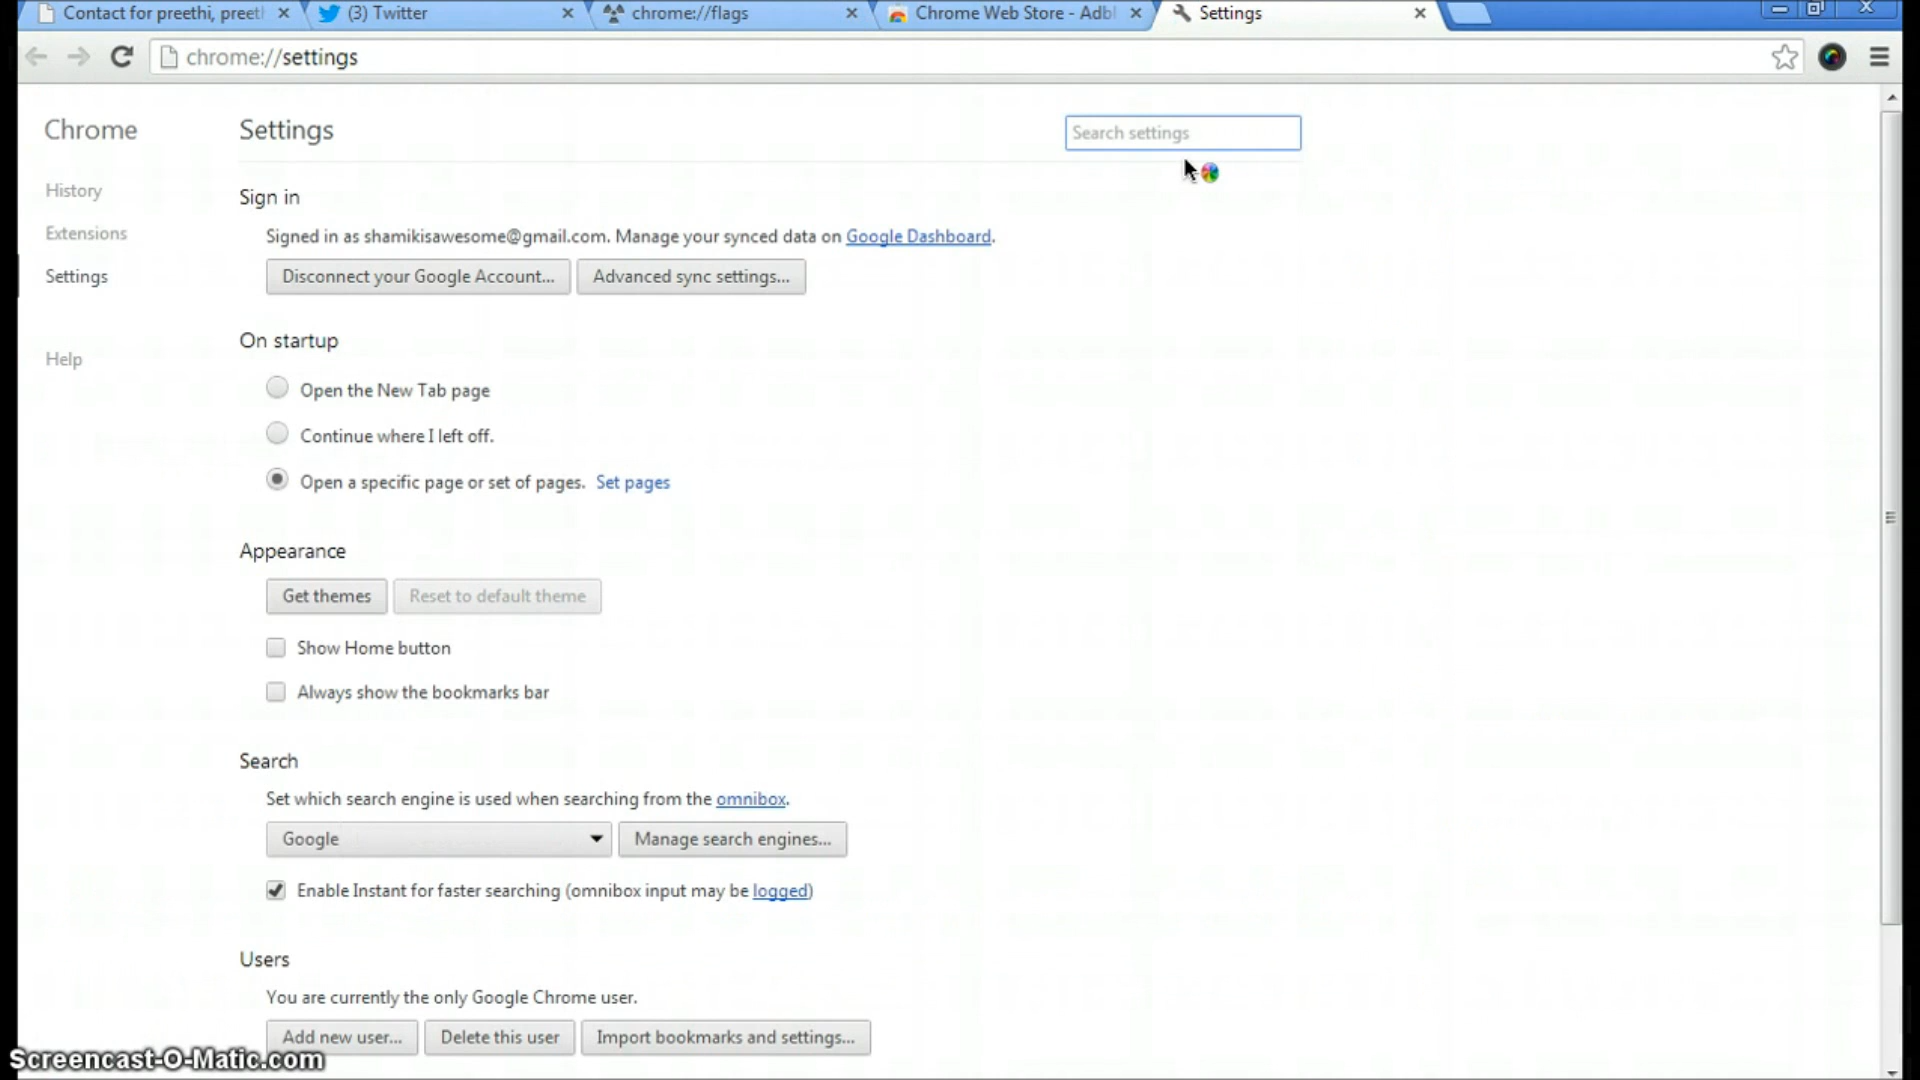 Contact for preethi, preet
(3) Twitter
chrome://flags
Chrome Web Store - Adbl
Settings
chrome://settings
Chrome
Settings
Search settings
History
Extensions
Settings
Help
Sign in
Signed in as shamikisawesome@gmail.com. Manage your synced data on Google Dashboard.
Disconnect your Google Account...
Advanced sync settings...
On startup
Open the New Tab page
Continue where I left off.
Open a specific page or set of pages. Set pages
Appearance
Get themes
Reset to default theme
Show Home button
Always show the bookmarks bar
Search
Set which search engine is used when searching from the omnibox.
Google
Manage search engines...
Enable Instant for faster searching (omnibox input may be logged)
Users
You are currently the only Google Chrome user.
Add new user...
Delete this user
Import bookmarks and settings...
Screencast-O-Matic.com